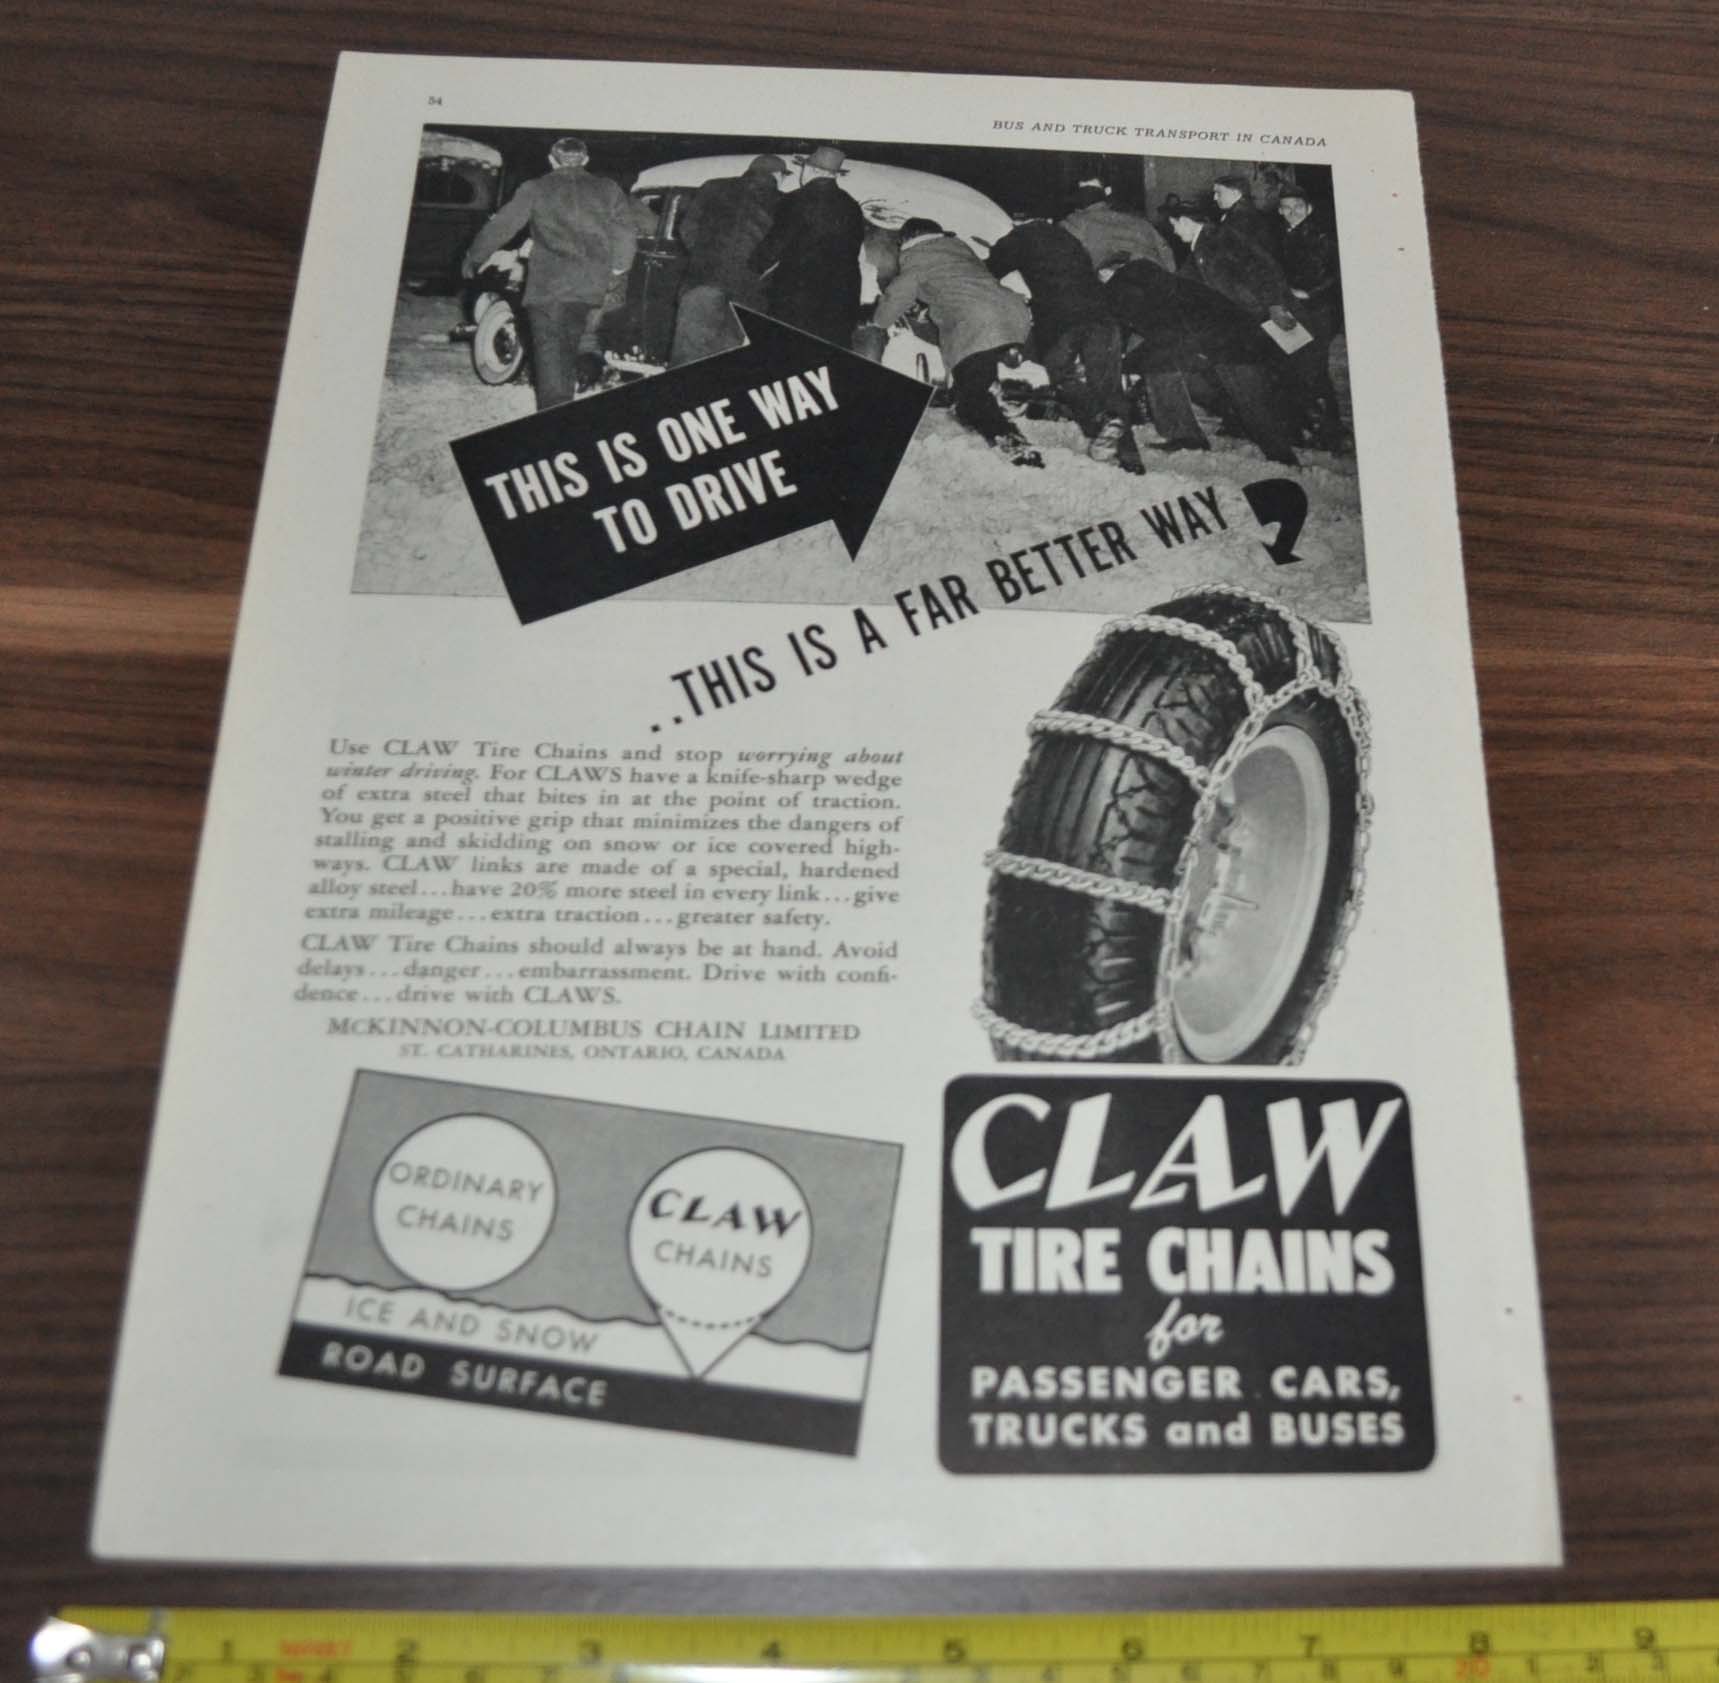 54
BUS AND TRUCK TRANSPORT IN CANADA
THIS IS ONE WAY
TO DRIVE
..THIS IS A FAR BETTER WAY
Use CLAW Tire Chains and stop worrying about
winter driving. For CLAWS have a knife-sharp wedge
of extra steel that bites in at the point of traction.
You get a positive grip that minimizes the dangers of
stalling and skidding on snow or ice covered high-
ways. CLAW links are made of a special, hardened
alloy steel...have 20% more steel in every link...give
extra mileage...extra traction...greater safety.
CLAW Tire Chains should always be at hand. Avoid
delays...danger...embarrassment. Drive with confi-
dence...drive with CLAWS.
MCKINNON-COLUMBUS CHAIN LIMITED
ST. CATHARINES, ONTARIO, CANADA
ORDINARY
CHAINS
CLAW
CHAINS
ICE AND SNOW
ROAD SURFACE
CLAW
TIRE CHAINS
for
PASSENGER CARS,
TRUCKS and BUSES
1 2 3 4 5 6 7 8 9